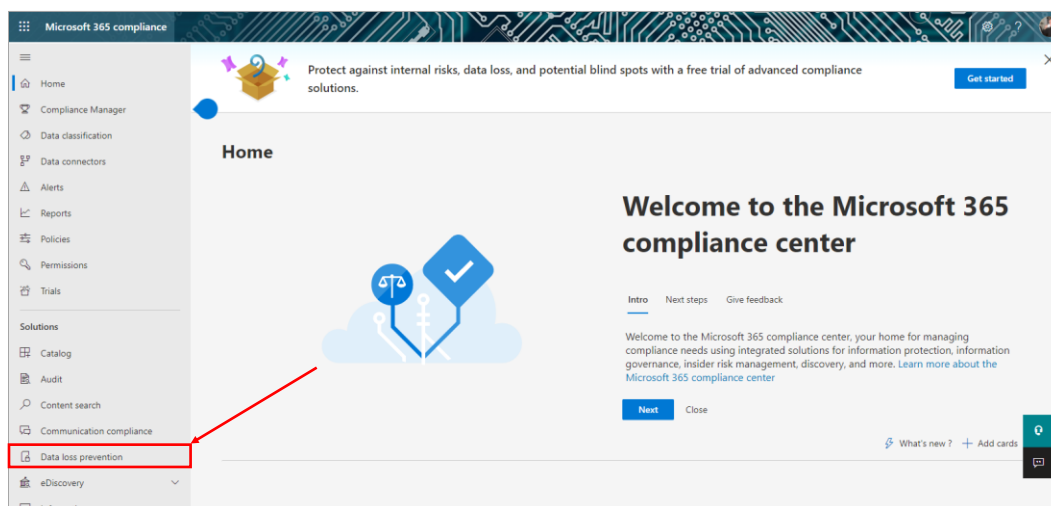 Microsoft 365 compliance
?
Protect against internal risks, data loss, and potential blind spots with a free trial of advanced compliance
solutions.
Get started
Home
Compliance Manager
Data classification
Data connectors
Alerts
Reports
Policies
Permissions
Trials
Solutions
Catalog
Audit
Content search
Communication compliance
Data loss prevention
eDiscovery
Home
Welcome to the Microsoft 365
compliance center
Intro Next steps Give feedback
Welcome to the Microsoft 365 compliance center, your home for managing
compliance needs using integrated solutions for information protection, information
governance, insider risk management, discovery, and more. Learn more about the
Microsoft 365 compliance center
Next Close
What's new ? Add cards